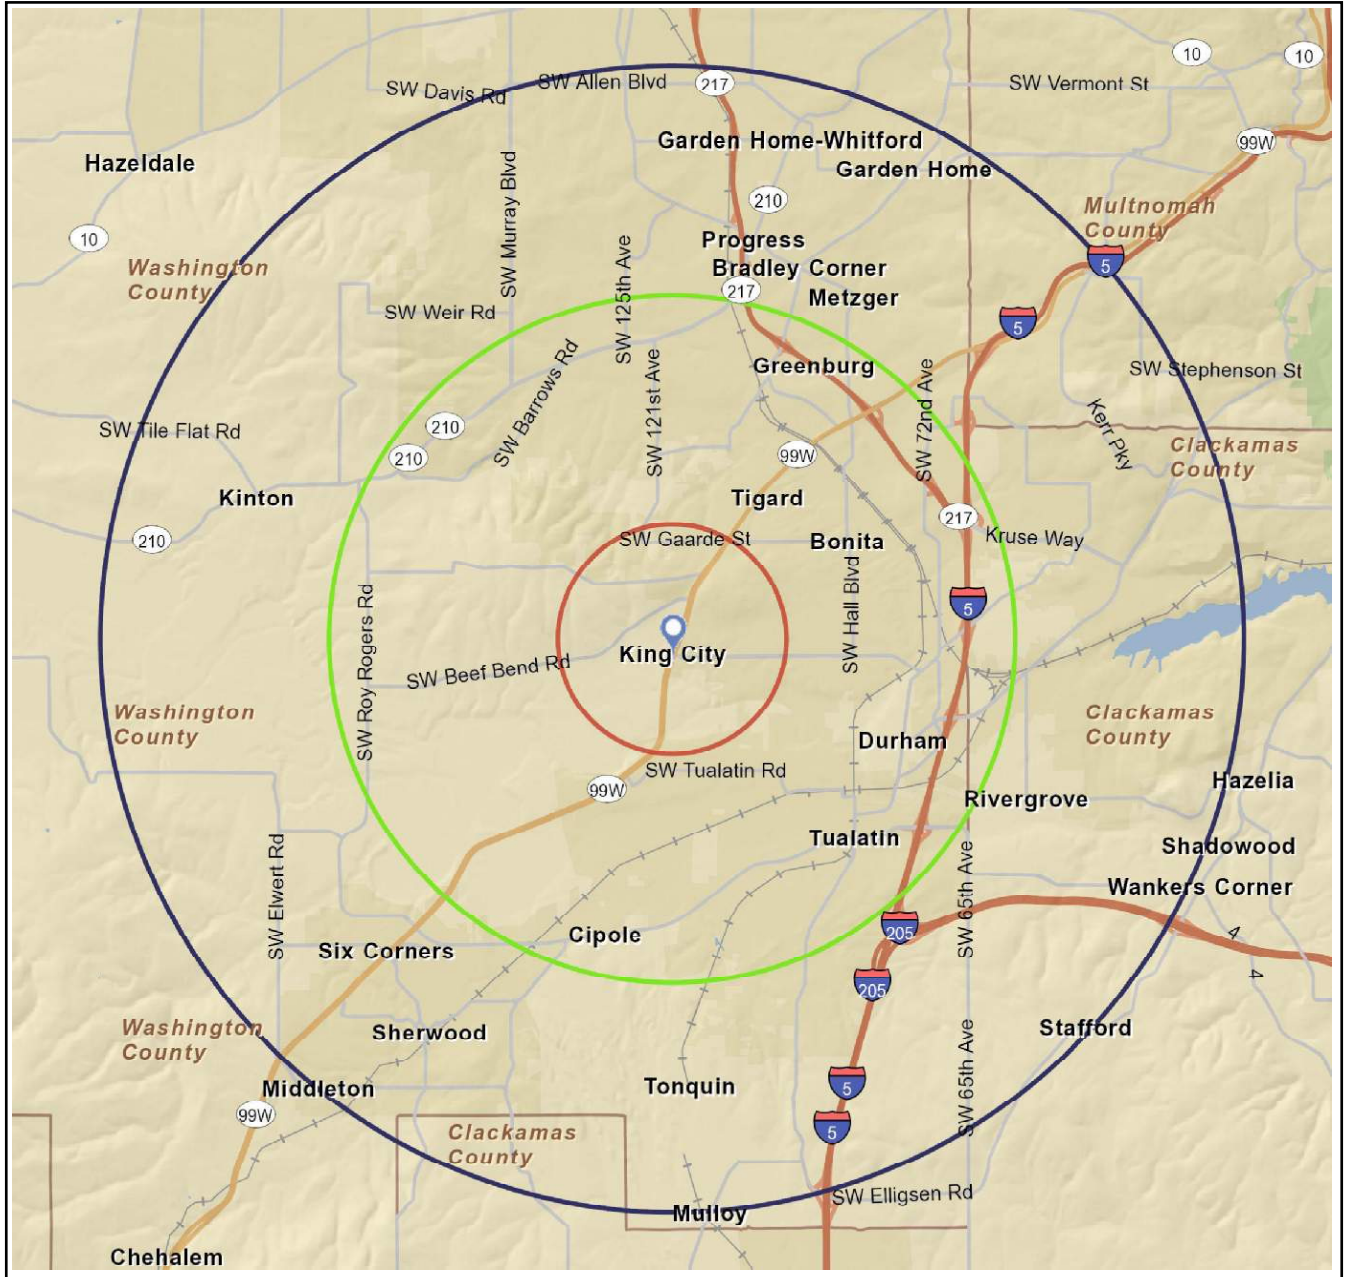 10
10
SW Davis Rd
SW Allen Blvd
217
SW Vermont St
99W
Garden Home-Whitford
Hazeldale
Garden Home
SW Murray Blvd
210
Multnomah
County
10
SW 125th Ave
Progress
Washington
County
Bradley Corner
5
217
Metzger
SW Weir Rd
5
SW Barrows Rd
SW 121st Ave
Greenburg
SW 72nd Ave
SW Stephenson St
Kerr Pky
SW Tile Flat Rd
210
210
99W
Clackamas
County
Kinton
Tigard
217
210
SW Gaarde St
Bonita
Kruse Way
SW Roy Rogers Rd
SW Hall Blvd
5
King City
SW Beef Bend Rd
Washington
County
Clackamas
County
Durham
SW Tualatin Rd
99W
Hazelia
Rivergrove
SW Elwert Rd
Tualatin
SW 65th Ave
Shadowood
Wankers Corner
205
4
4
Cipole
Six Corners
205
Washington
County
Sherwood
Stafford
SW 65th Ave
Middleton
Tonquin
5
99W
5
Clackamas
County
SW Elligsen Rd
Mulloy
Chehalem